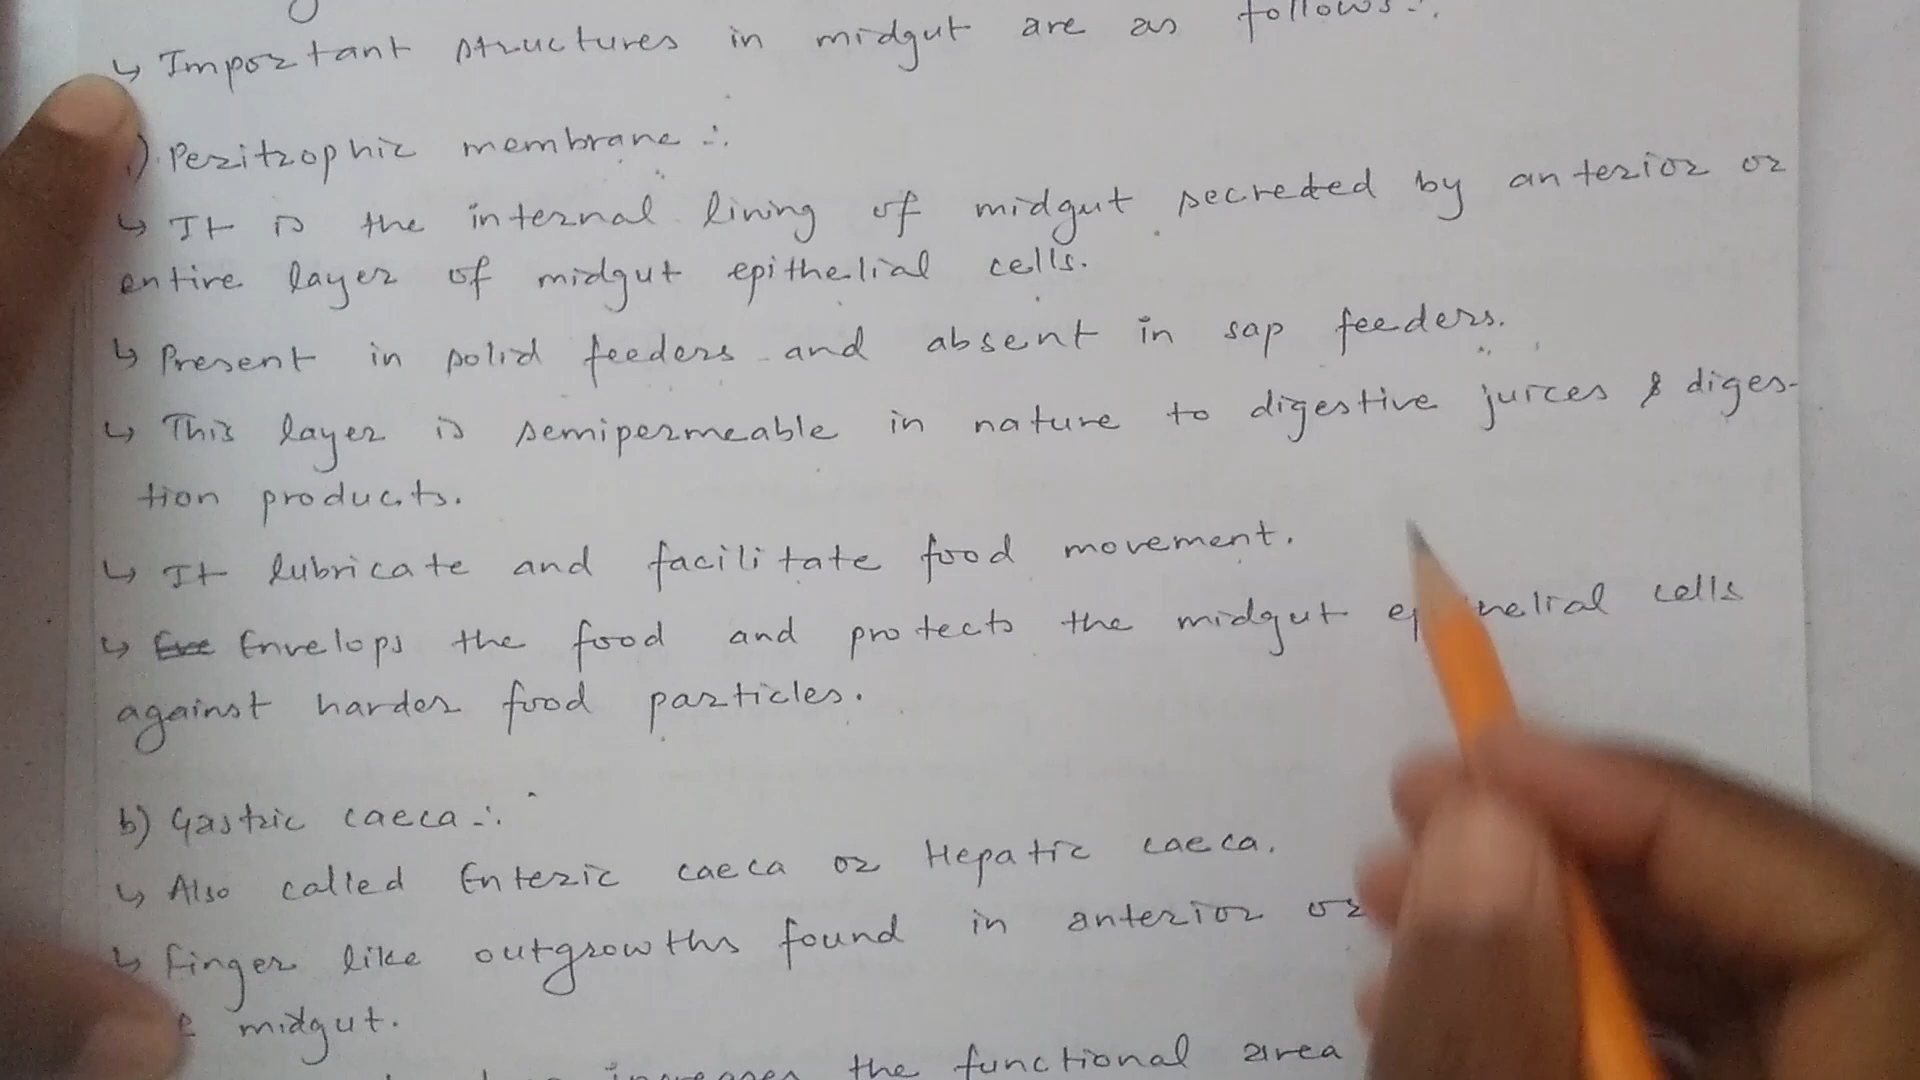 ↳ Important structures in midgut are as follows:-
) Peritrophic membrane :-
↳ It is the internal lining of midgut secreted by anterior or
entire layer of midgut epithelial cells.
↳ Present in solid feeders and absent in sap feeders.
↳ This layer is semipermeable in nature to digestive juices & diges-
tion products.
↳ It lubricate and facilitate food movement.
↳ Envelops the food and protects the midgut cells
against harder food particles.
b) Gastric caeca :-
↳ Also called Enteric caeca or Hepatic caeca.
↳ finger like outgrowths found in anterior or
midgut.
the functional area